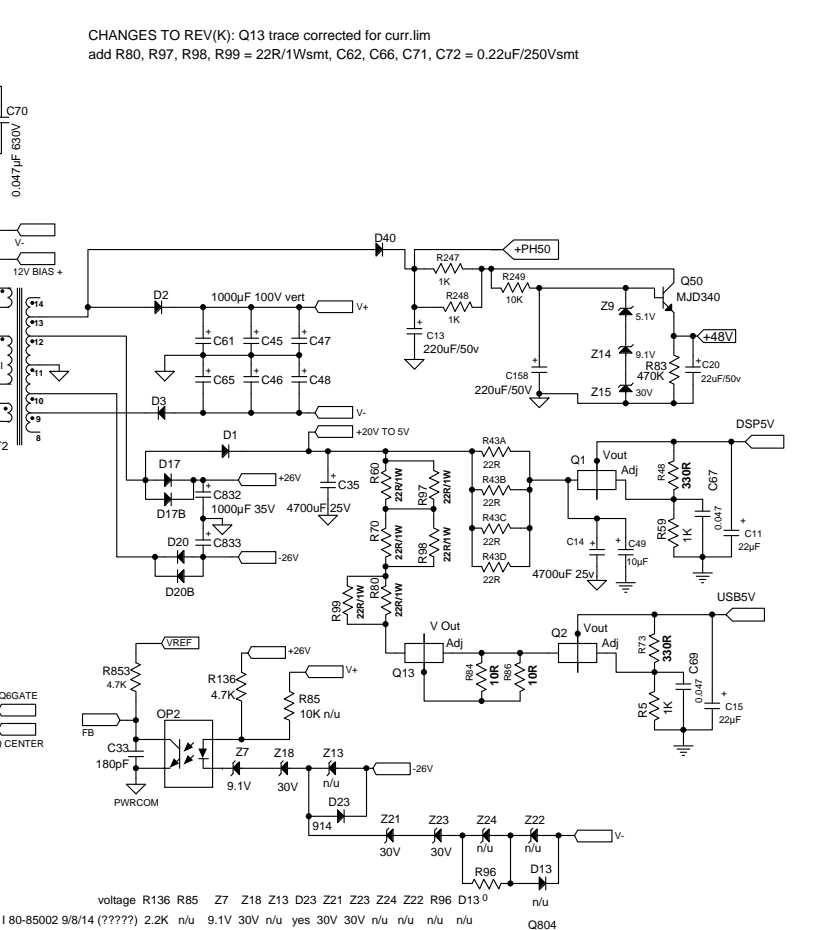 CHANGES TO REV(K): Q13 trace corrected for curr.lim
add R80, R97, R98, R99 = 22R/1Wsmt, C62, C66, C71, C72 = 0.22uF/250Vsmt
C70
0.047µF 630V
V-
12V BIAS +
14
13
12
11
10
9
8
T2
I
D40
+PH50
R247
1K
R248
1K
R249
10K
Q50
MJD340
Z9
5.1V
Z14
9.1V
Z15
30V
R83
470K
+48V
+
C20
22uF/50v
+
C13
220uF/50v
+
C158
220uF/50V
D2
1000µF 100V vert
V+
+
C61
+
C45
+
C47
+
C65
+
C46
+
C48
D3
V-
D1
+20V TO 5V
D17
D17B
+26V
+
C832
1000µF 35V
+
C833
D20
D20B
-26V
+
C35
4700uF 25V
R60
22R/1W
R97
22R/1W
R70
22R/1W
R98
22R/1W
R99
22R/1W
R80
22R/1W
R43A
22R
R43B
22R
R43C
22R
R43D
22R
Q1
Vout
Adj
DSP5V
R48
330R
C67
0.047
R59
1K
+
C11
22µF
C14
+
4700uF 25v
+
C49
10µF
USB5V
V Out
Adj
Q13
R84
10R
R86
10R
Q2
Vout
Adj
R73
330R
C69
0.047
R5
1K
+
C15
22µF
VREF
R853
4.7K
Q6GATE
CENTER
FB
OP2
C33
180pF
PWRCOM
R136
4.7K
+26V
V+
R85
10K n/u
Z7
9.1V
Z18
30V
Z13
n/u
-26V
D23
914
Z21
30V
Z23
30V
Z24
n/u
Z22
n/u
V-
R96
0
D13
n/u
Q804
voltage R136 R85 Z7 Z18 Z13 D23 Z21 Z23 Z24 Z22 R96 D13
I 80-85002 9/8/14 (?????) 2.2K n/u 9.1V 30V n/u yes 30V 30V n/u n/u n/u n/u